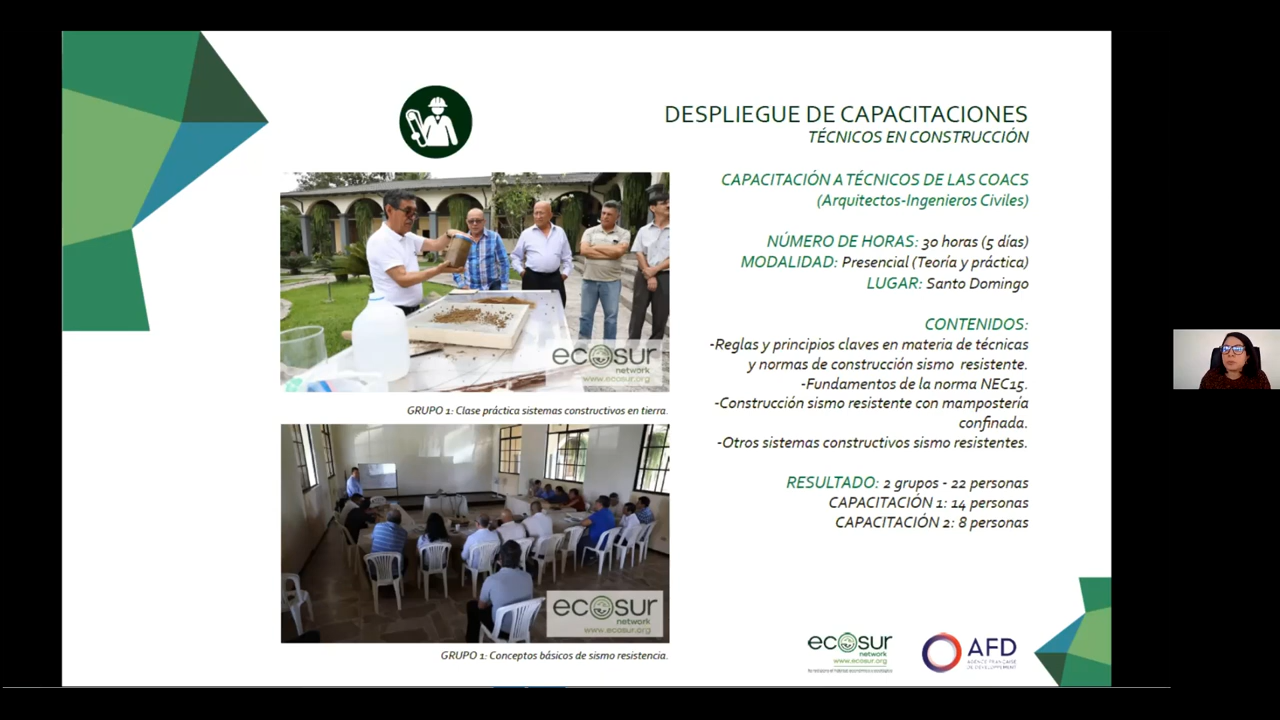 DESPLIEGUE DE CAPACITACIONES
TÉCNICOS EN CONSTRUCCIÓN
CAPACITACIÓN A TÉCNICOS DE LAS COACS
(Arquitectos-Ingenieros Civiles)
NÚMERO DE HORAS: 30 horas (5 días)
MODALIDAD: Presencial (Teoría y práctica)
LUGAR: Santo Domingo
CONTENIDOS:
-Reglas y principios claves en materia de técnicas
y normas de construcción sismo resistente.
-Fundamentos de la norma NEC15.
-Construcción sismo resistente con mampostería
confinada.
-Otros sistemas constructivos sismo resistentes.
RESULTADO: 2 grupos - 22 personas
CAPACITACIÓN 1: 14 personas
CAPACITACIÓN 2: 8 personas
ecosur
network
www.ecosur.org
GRUPO 1: Clase práctica sistemas constructivos en tierra.
ecosur
network
www.ecosur.org
GRUPO 1: Conceptos básicos de sismo resistencia.
ecosur
network
www.ecosur.org
AFD
AGENCE FRANÇAISE
DE DÉVELOPPEMENT